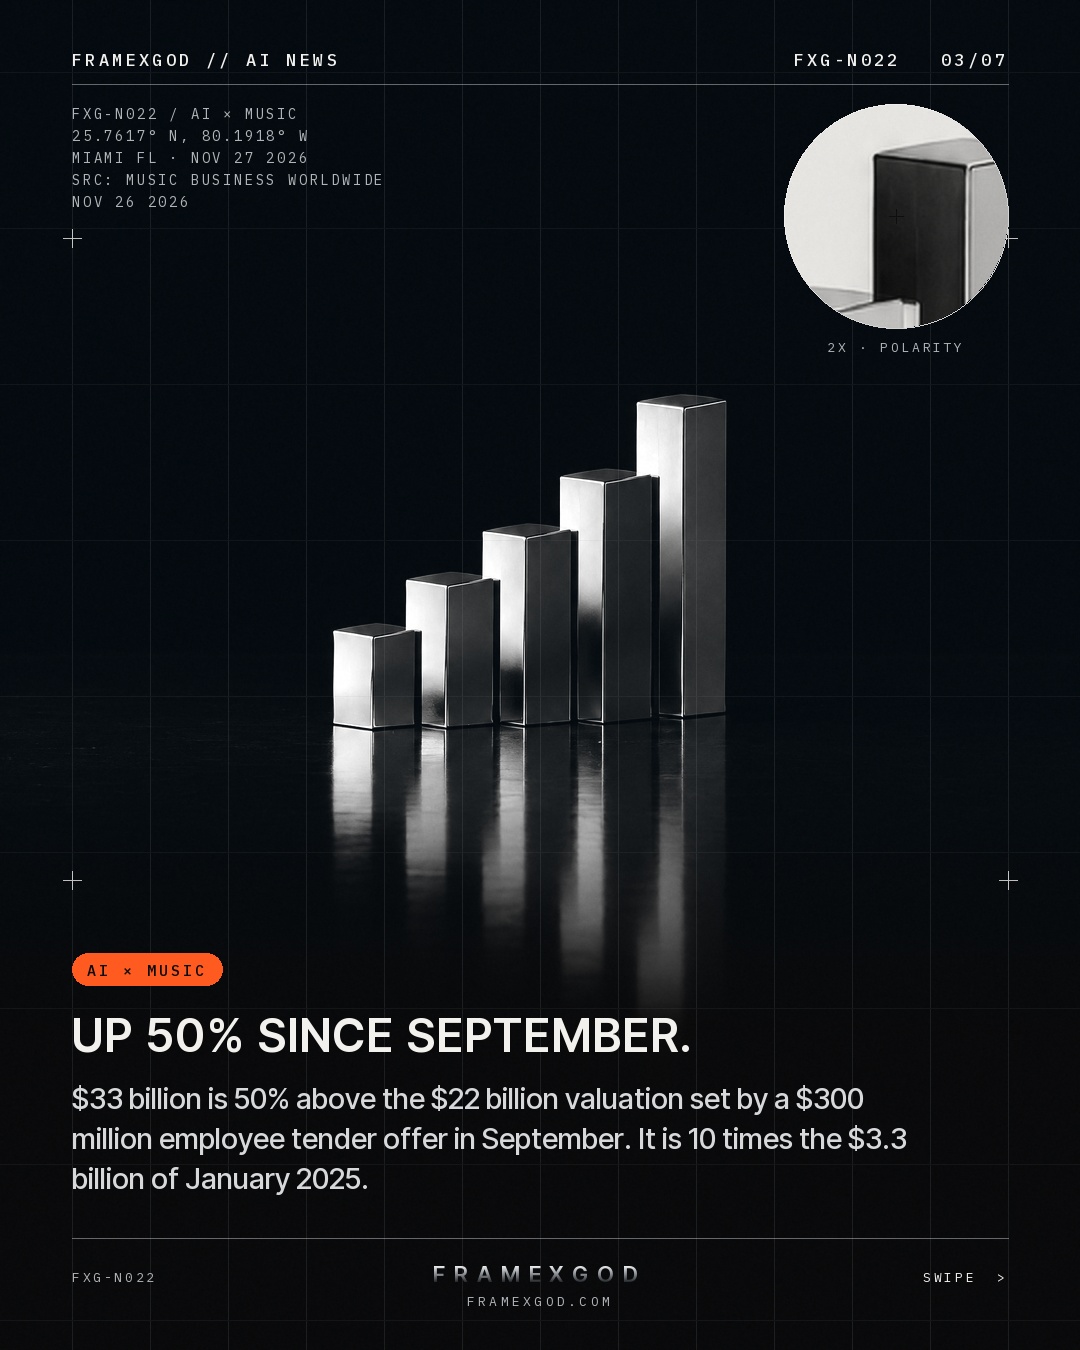 FRAMEXGOD // AI NEWS
FXG-N022 03/07
FXG-N022 / AI × MUSIC
25.7617° N, 80.1918° W
MIAMI FL · NOV 27 2026
SRC: MUSIC BUSINESS WORLDWIDE
NOV 26 2026
2X · POLARITY
AI × MUSIC
UP 50% SINCE SEPTEMBER.
$33 billion is 50% above the $22 billion valuation set by a $300
million employee tender offer in September. It is 10 times the $3.3
billion of January 2025.
FXG-N022
FRAMEXGOD
FRAMEXGOD.COM
SWIPE >